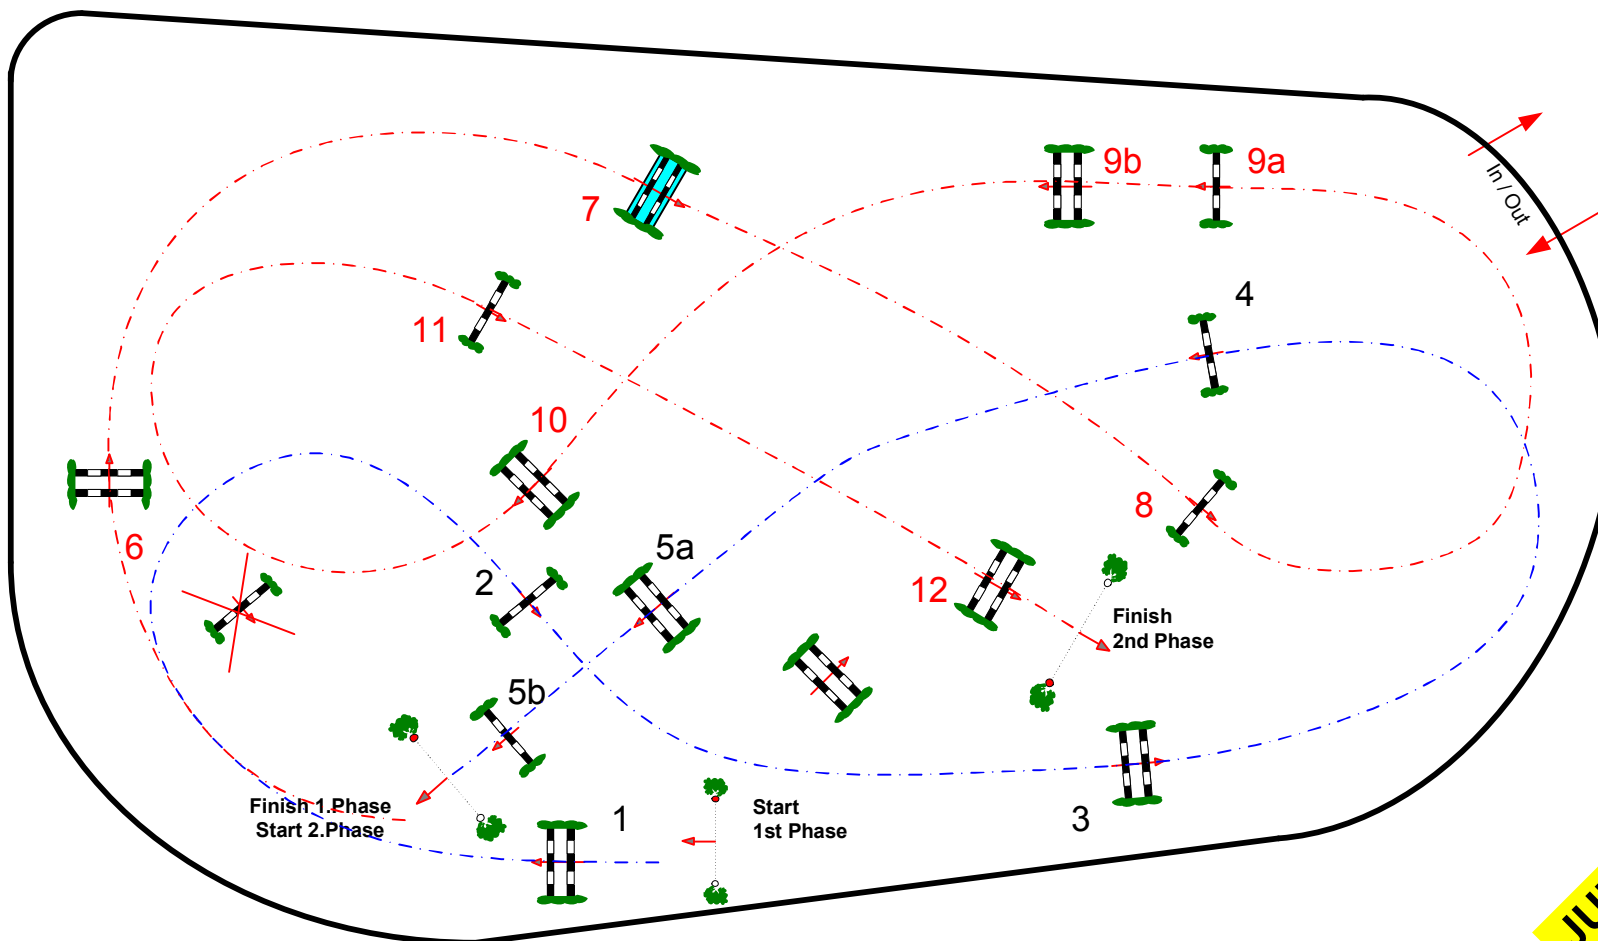 7
9b
9a
In / Out
4
11
10
8
6
2
5a
12
Finish
2nd Phase
5b
Finish 1.Phase
Start 2.Phase
1
Start
1st Phase
3